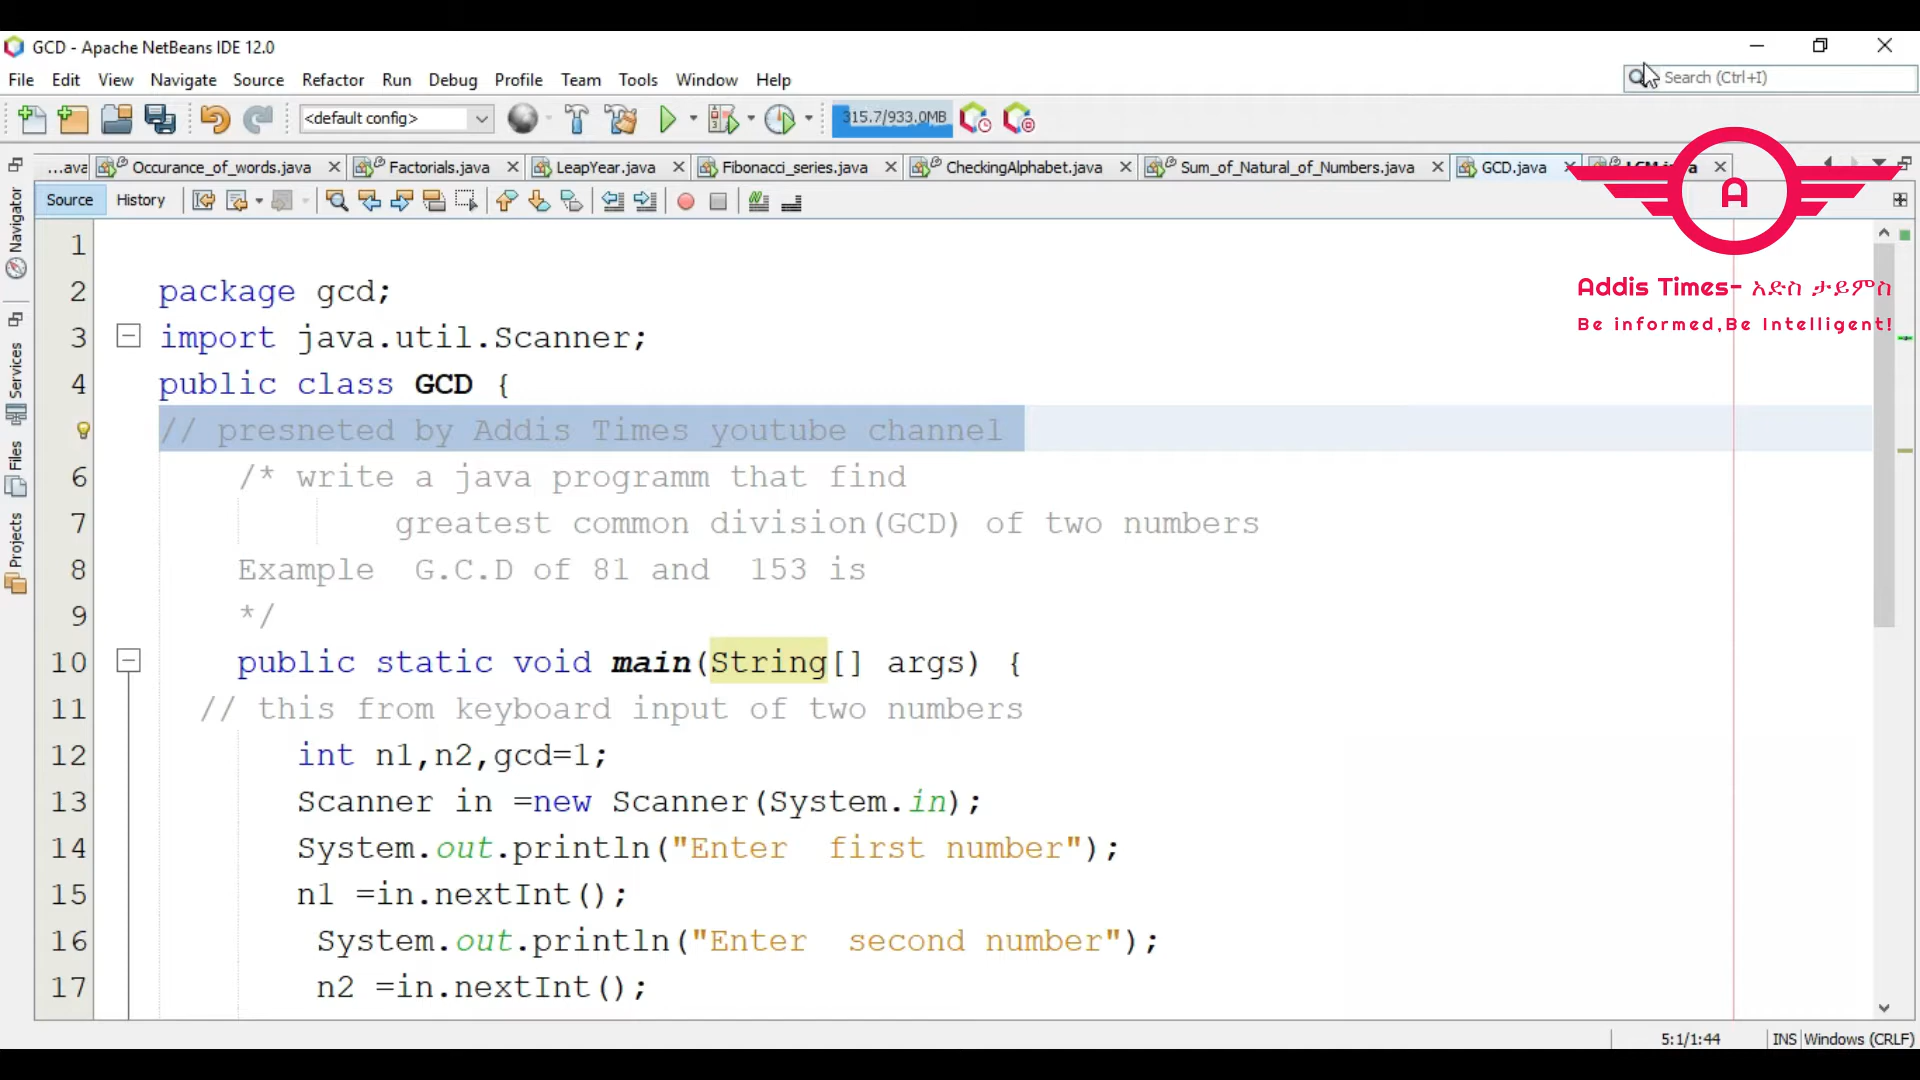 GCD - Apache NetBeans IDE 12.0
File Edit View Navigate Source Refactor Run Debug Profile Team Tools Window Help
Search (Ctrl+I)
<default config>
315.7/933.0MB
...ava Occurance_of_words.java Factorials.java LeapYear.java Fibonacci_series.java CheckingAlphabet.java Sum_of_Natural_of_Numbers.java GCD.java
Source History
A
Addis Times- አድስ ታይምስ
Be informed,Be Intelligent!
Navigator
Services
Files
Projects
1
2 package gcd;
3 import java.util.Scanner;
4 public class GCD {
// presneted by Addis Times youtube channel
6 /* write a java programm that find
7 greatest common division(GCD) of two numbers
8 Example G.C.D of 81 and 153 is
9 */
10 public static void main(String[] args) {
11 // this from keyboard input of two numbers
12 int n1,n2,gcd=1;
13 Scanner in =new Scanner(System.in);
14 System.out.println("Enter first number");
15 n1 =in.nextInt();
16 System.out.println("Enter second number");
17 n2 =in.nextInt();
5:1/1:44 INS Windows (CRLF)